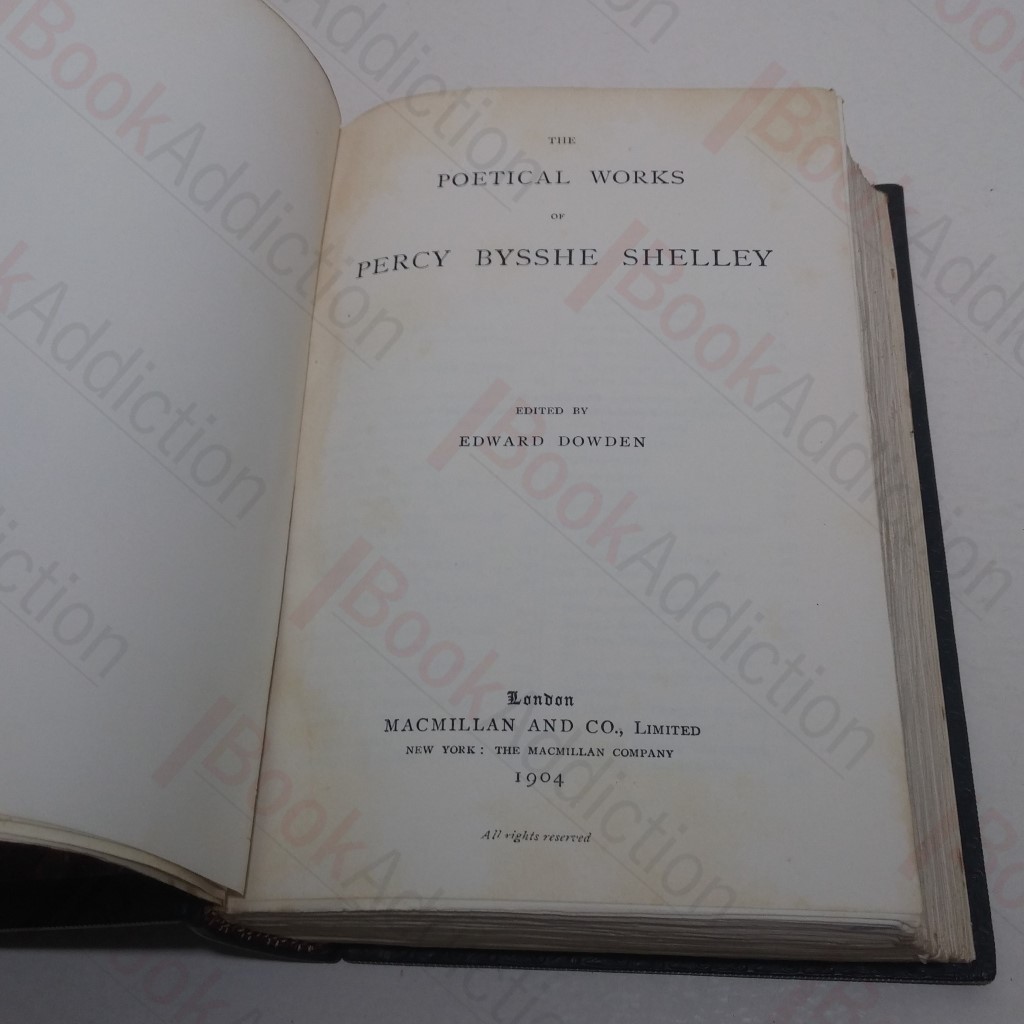 THE
POETICAL WORKS
OF
PERCY BYSSHE SHELLEY
EDITED BY
EDWARD DOWDEN
London
MACMILLAN AND CO., LIMITED
NEW YORK: THE MACMILLAN COMPANY
1904
All rights reserved
BookAddiction